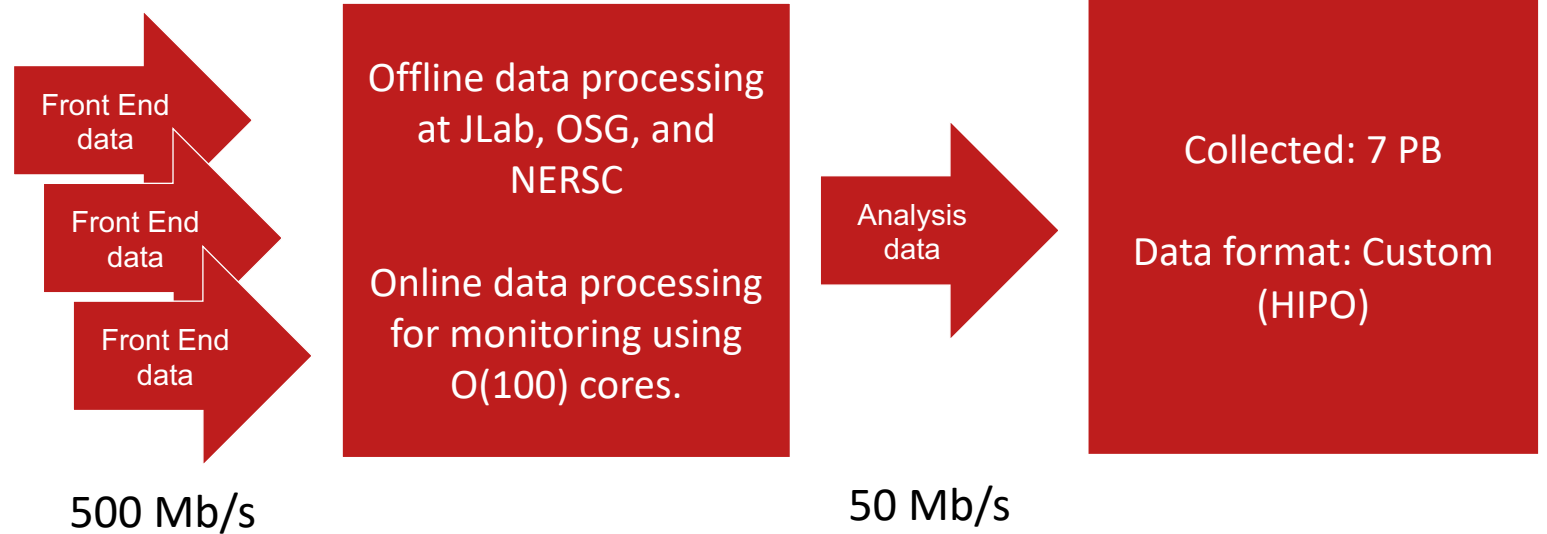 Front End
data
Front End
data
Front End
data
500 Mb/s
Offline data processing
at JLab, OSG, and
NERSC
Online data processing
for monitoring using
O(100) cores.
Analysis
data
50 Mb/s
Collected: 7 PB
Data format: Custom
(HIPO)